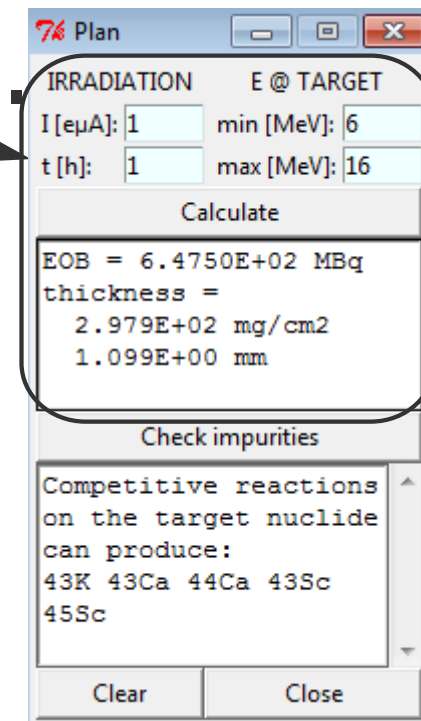 Plan
IRRADIATION E @ TARGET
I [eµA]: 1 min [MeV]: 6
t [h]: 1 max [MeV]: 16
Calculate
EOB = 6.4750E+02 MBq
thickness =
2.979E+02 mg/cm2
1.099E+00 mm
Check impurities
Competitive reactions
on the target nuclide
can produce:
43K 43Ca 44Ca 43Sc
45Sc
Clear Close